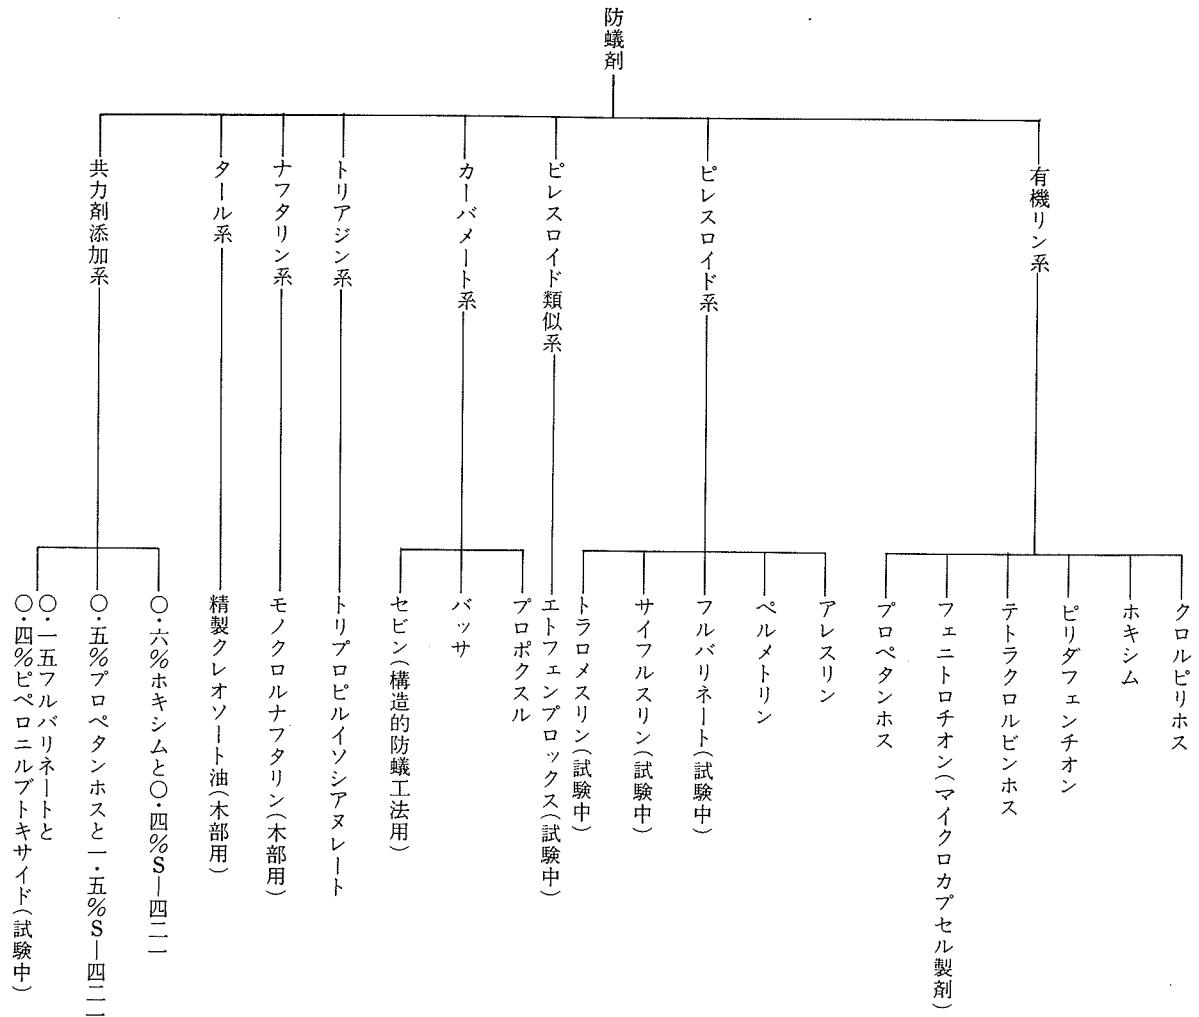 防蟻剤
有機リン系
クロルピリホス
ホキシム
ピリダフェンチオン
テトラクロルビンホス
フェニトロチオン(マイクロカプセル製剤)
プロペタンホス
ピレスロイド系
アレスリン
ペルメトリン
フルバリネート(試験中)
サイフルスリン(試験中)
トラロメスリン(試験中)
ピレスロイド類似系
エトフェンプロックス(試験中)
カーバメート系
プロポクスル
バッサ
セビン(構造的防蟻工法用)
トリアジン系
トリプロピルイソシアヌレート
ナフタリン系
モノクロルナフタリン(木部用)
タール系
精製クレオソート油(木部用)
共力剤添加系
〇・六%ホキシムと〇・四%S―四二一
〇・五%プロペタンホスと一・五%S―四二一
〇・一五フルバリネートと
〇・四%ピペロニルブトキサイド(試験中)